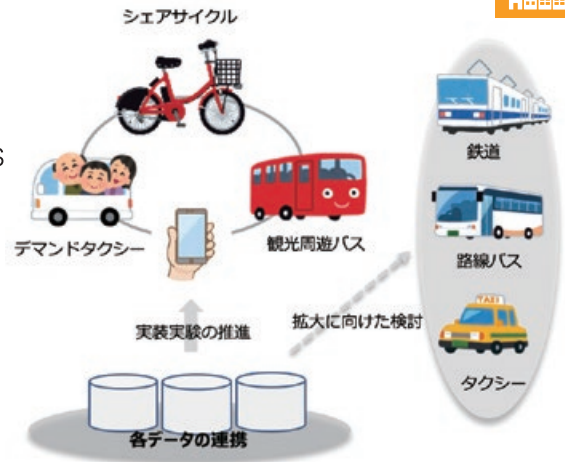 シェアサイクル
S
デマンドタクシー
観光周遊バス
鉄道
路線バス
TAXI
タクシー
実装実験の推進
拡大に向けた検討
各データの連携